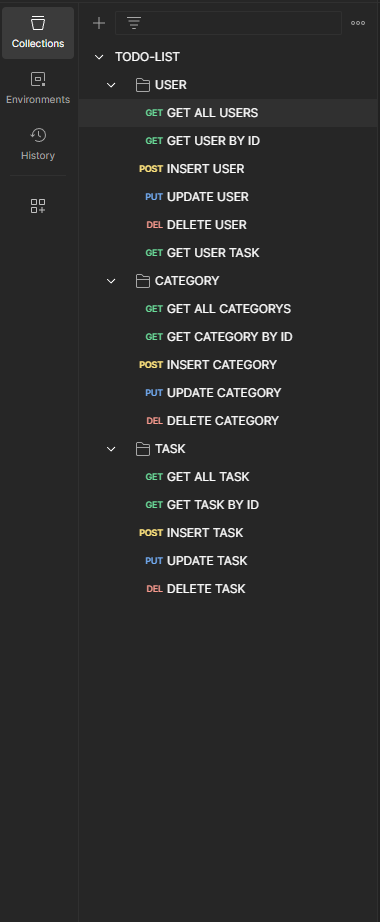 Collections
Environments
History
TODO-LIST
USER
GET GET ALL USERS
GET GET USER BY ID
POST INSERT USER
PUT UPDATE USER
DEL DELETE USER
GET GET USER TASK
CATEGORY
GET GET ALL CATEGORYS
GET GET CATEGORY BY ID
POST INSERT CATEGORY
PUT UPDATE CATEGORY
DEL DELETE CATEGORY
TASK
GET GET ALL TASK
GET GET TASK BY ID
POST INSERT TASK
PUT UPDATE TASK
DEL DELETE TASK